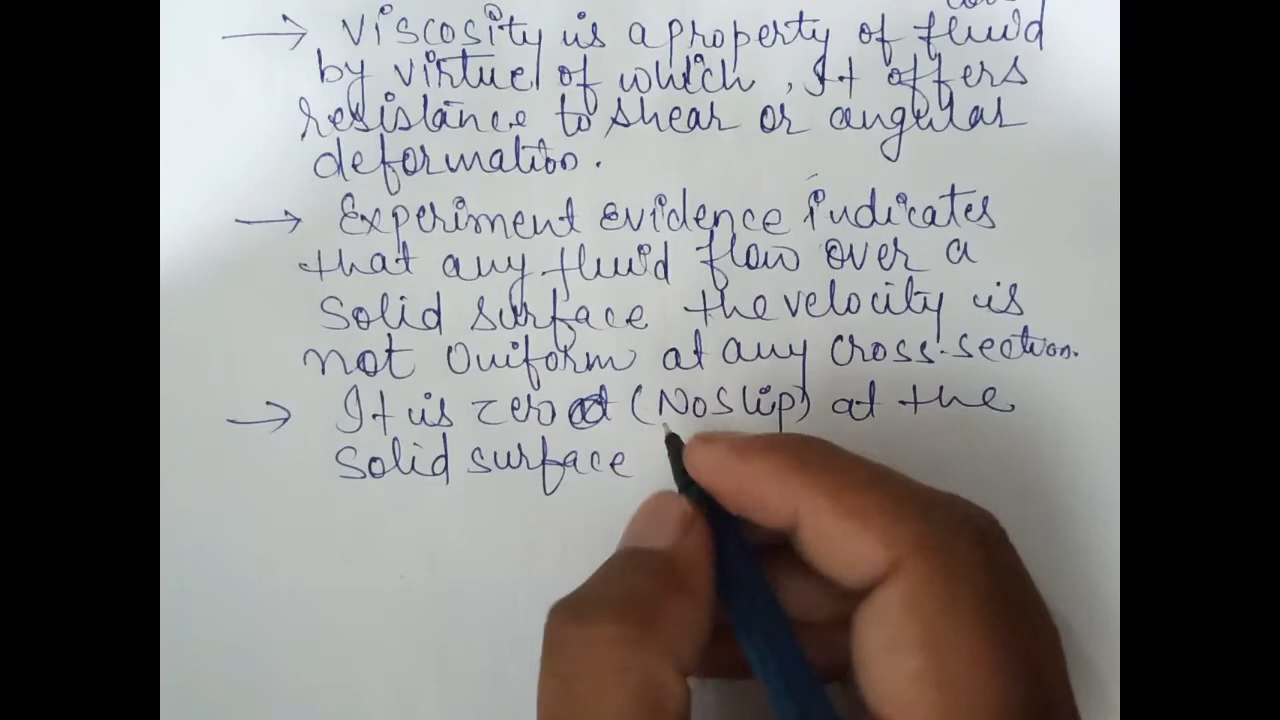 → Viscosity is a property of fluid
by virtue of which, It offers
resistance to shear or angular
deformation.
→ Experiment evidence indicates
that any fluid flow over a
solid surface the velocity is
not Uniform at any cross-section.
→ It is zero (No slip) at the
solid surface